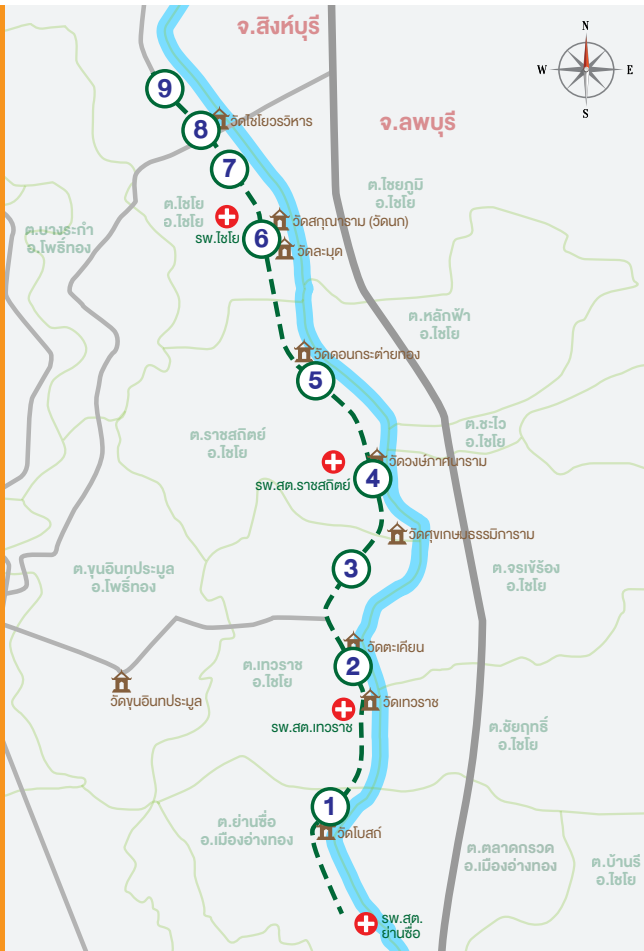 จ.สิงห์บุรี
N
W
E
S
9
8
วัดไชโยวรวิหาร
จ.ลพบุรี
7
ต.ไชยภูมิ
อ.ไชโย
ต.ไชโย
อ.ไชโย
รพ.ไชโย
วัดสกุณาราม (วัดนก)
6
วัดละมุด
ต.บางระกำ
อ.โพธิ์ทอง
ต.หลักฟ้า
อ.ไชโย
วัดดอนกระต่ายทอง
5
ต.ราชสถิตย์
อ.ไชโย
ต.ชะไว
อ.ไชโย
วัดวงษ์ภาศนาราม
4
รพ.สต.ราชสถิตย์
วัดศุขเกษมธรรมิการาม
3
ต.ขุนอินทประมูล
อ.โพธิ์ทอง
ต.จรเข้ร้อง
อ.ไชโย
วัดตะเคียน
2
ต.เทวราช
อ.ไชโย
วัดขุนอินทประมูล
วัดเทวราช
รพ.สต.เทวราช
ต.ชัยฤทธิ์
อ.ไชโย
1
ต.ย่านซื่อ
อ.เมืองอ่างทอง
วัดโบสถ์
ต.ตลาดกรวด
อ.เมืองอ่างทอง
ต.บ้านรี
อ.ไชโย
รพ.สต.
ย่านซื่อ